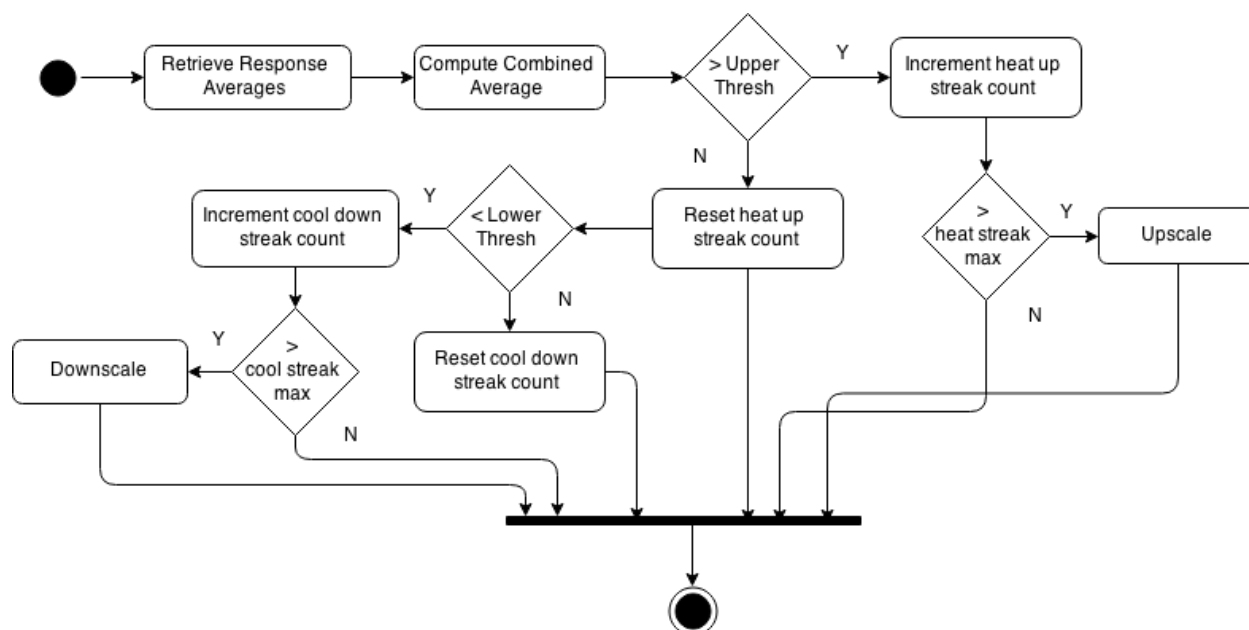 Retrieve Response
Averages
Compute Combined
Average
> Upper
Thresh
Y
Increment heat up
streak count
N
Increment cool down
streak count
Y
< Lower
Thresh
Reset heat up
streak count
>
heat streak
max
Y
Upscale
N
N
Downscale
Y
>
cool streak
max
Reset cool down
streak count
N